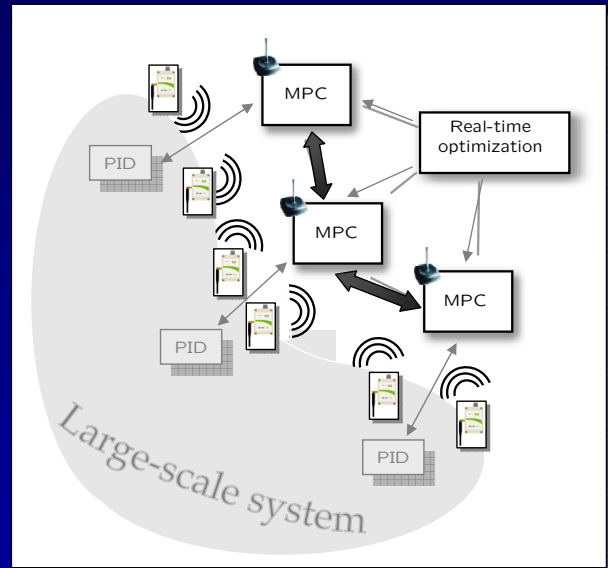 MPC
Real-time
optimization
PID
MPC
MPC
PID
PID
Large-scale system